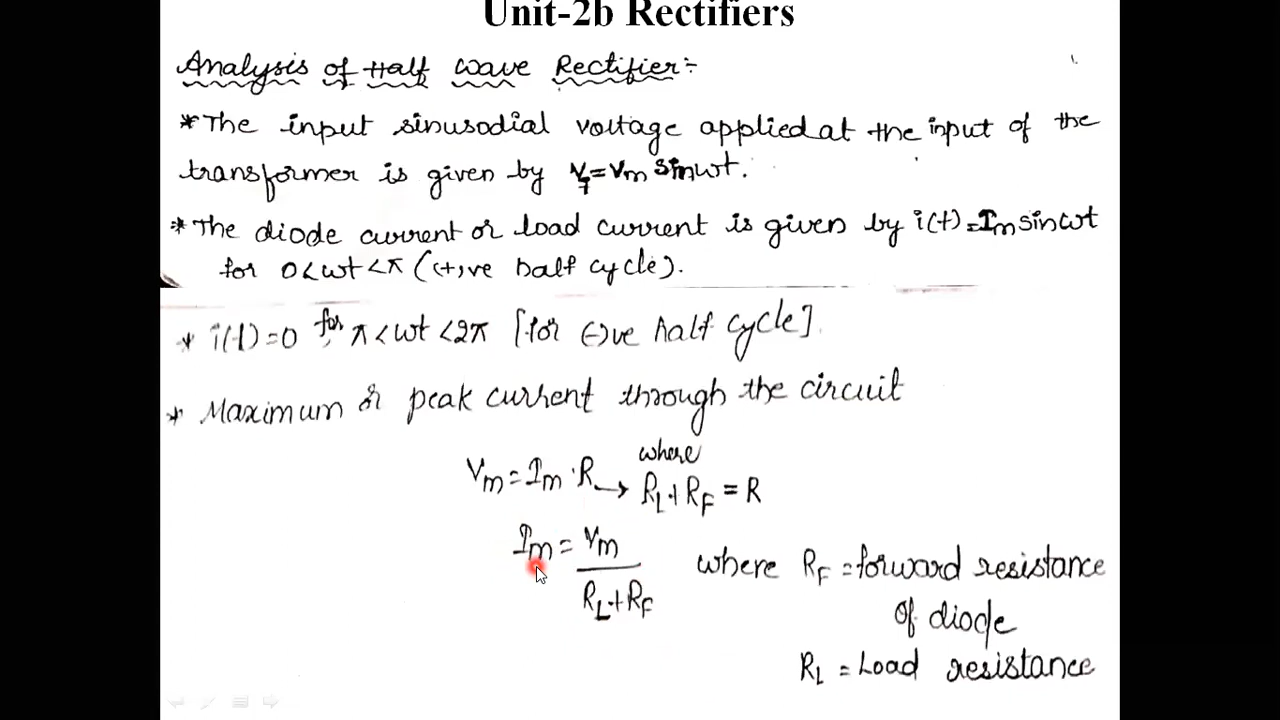 Unit-2b Rectifiers
Analysis of Half Wave Rectifier:-
* The input sinusodial voltage applied at the input of the
transformer is given by V = Vm sinωt.
* The diode current or load current is given by i(t) = Im sinωt
for 0<ωt<π (+)ve half cycle).
* i(t)=0 for π<ωt<2π [for (-)ve half cycle]
* Maximum or peak current through the circuit
Vm = Im · R → where RL+RF = R
Im = Vm / RL+RF
where RF = forward resistance
of diode
RL = Load resistance